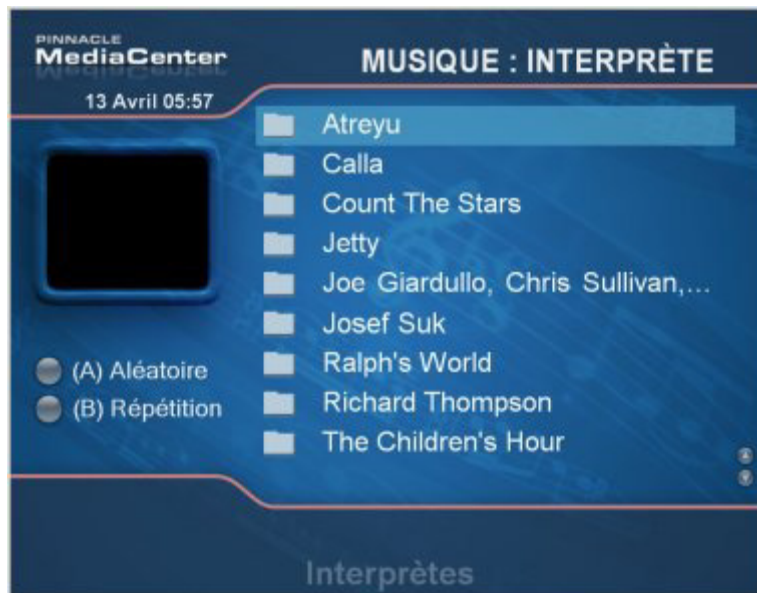 PINNACLE
MediaCenter
MUSIQUE : INTERPRÈTE
13 Avril 05:57
Atreyu
Calla
Count The Stars
Jetty
Joe Giardullo, Chris Sullivan,...
Josef Suk
Ralph's World
Richard Thompson
The Children's Hour
(A) Aléatoire
(B) Répétition
Interprètes